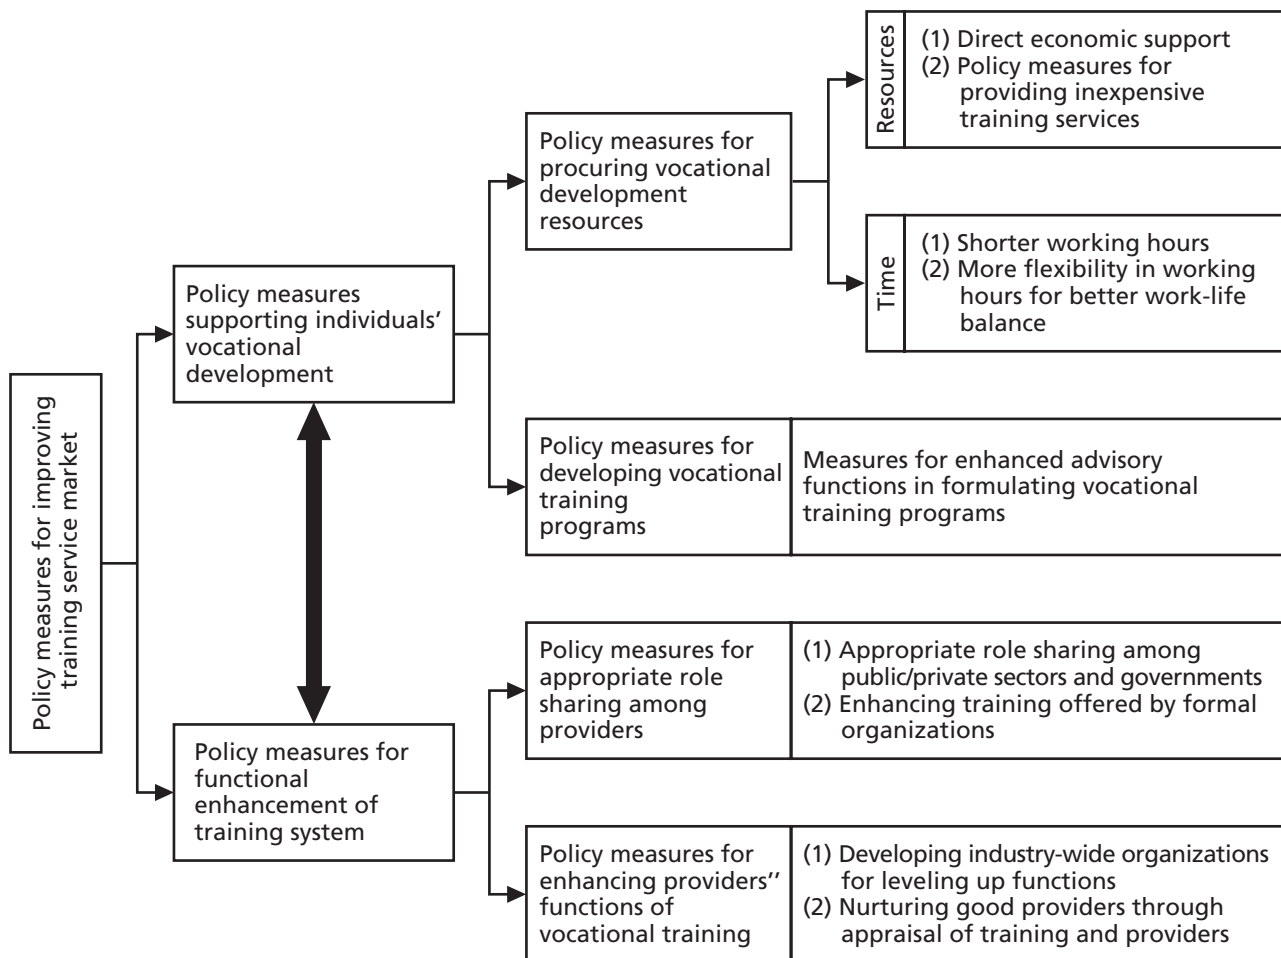 Policy measures for improving
training service market
Policy measures
supporting individuals’
vocational
development
Policy measures for
functional
enhancement of
training system
Policy measures for
procuring vocational
development
resources
Resources
(1) Direct economic support
(2) Policy measures for
providing inexpensive
training services
Time
(1) Shorter working hours
(2) More flexibility in working
hours for better work-life
balance
Policy measures for
developing vocational
training
programs
Measures for enhanced advisory
functions in formulating vocational
training programs
Policy measures for
appropriate role
sharing among
providers
(1) Appropriate role sharing among
public/private sectors and governments
(2) Enhancing training offered by formal
organizations
Policy measures for
enhancing providers’’
functions of
vocational training
(1) Developing industry-wide organizations
for leveling up functions
(2) Nurturing good providers through
appraisal of training and providers